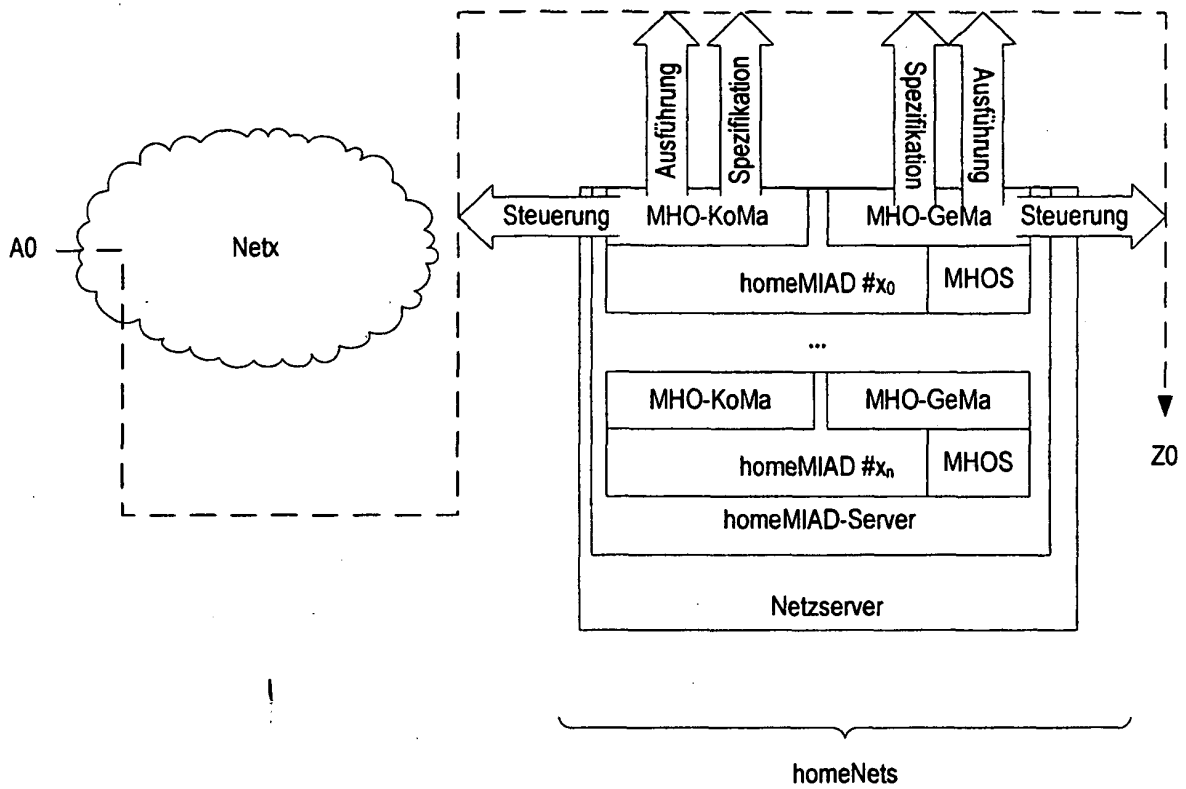 Ausführung
Spezifikation
Spezifikation
Ausführung
Steuerung
MHO-KoMa
MHO-GeMa
Steuerung
A0
Netx
homeMIAD #x₀
MHOS
...
MHO-KoMa
MHO-GeMa
homeMIAD #xₙ
MHOS
Z0
homeMIAD-Server
Netzserver
homeNets